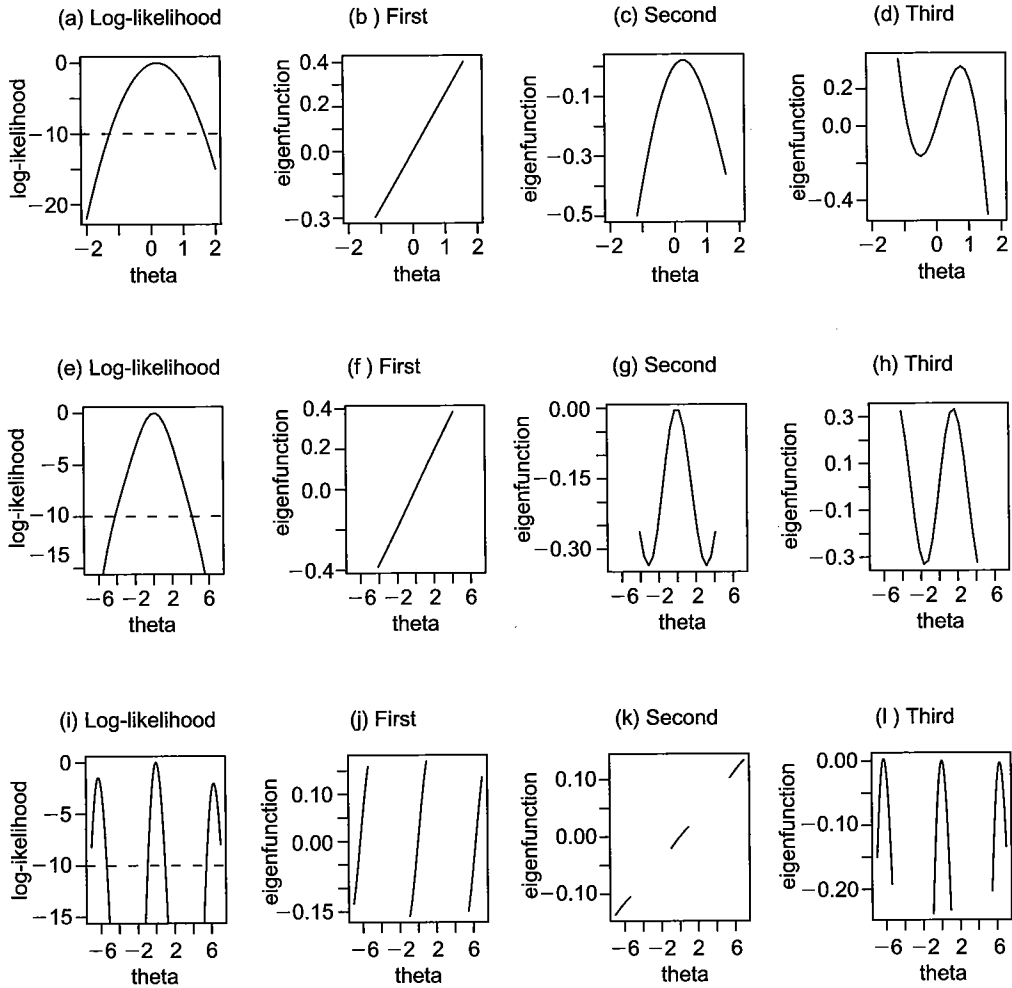 (a) Log-likelihood
log-ikelihood
0
−10
−20
−2 0 1 2
theta
(b) First
eigenfunction
0.4
0.2
0.0
−0.3
−2 0 1 2
theta
(c) Second
eigenfunction
−0.1
−0.3
−0.5
−2 0 1 2
theta
(d) Third
eigenfunction
0.2
0.0
−0.4
−2 0 1 2
theta
(e) Log-likelihood
log-ikelihood
0
−5
−10
−15
−6 −2 2 6
theta
(f ) First
eigenfunction
0.4
0.2
0.0
−0.4
−6 −2 2 6
theta
(g) Second
eigenfunction
0.00
−0.15
−0.30
−6 −2 2 6
theta
(h) Third
eigenfunction
0.3
0.1
−0.1
−0.3
−6 −2 2 6
theta
(i) Log-likelihood
log-ikelihood
0
−5
−10
−15
−6 −2 2 6
theta
(j) First
eigenfunction
0.10
0.00
−0.15
−6 −2 2 6
theta
(k) Second
eigenfunction
0.10
−0.00
−0.10
−6 −2 2 6
theta
(l ) Third
eigenfunction
0.00
−0.10
−0.20
−6 −2 2 6
theta